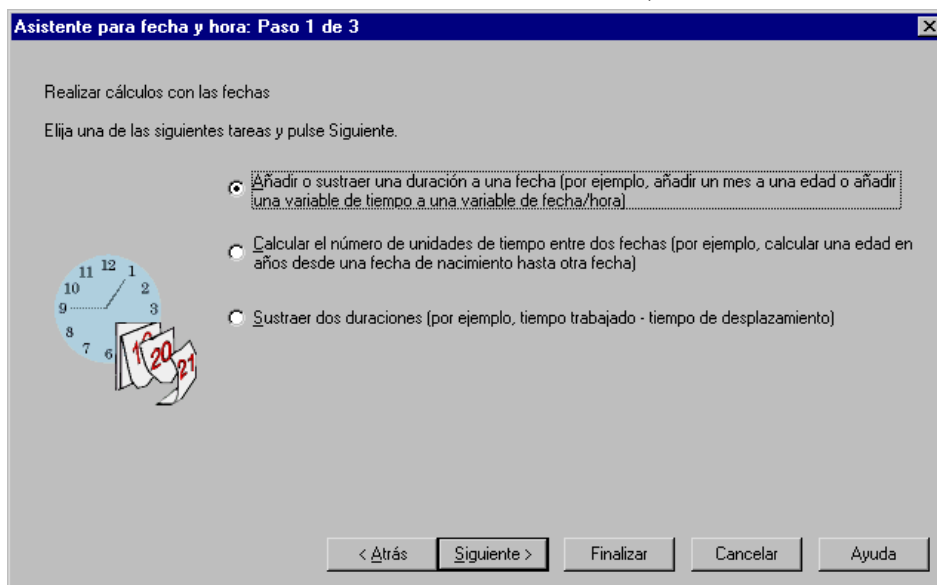 Asistente para fecha y hora: Paso 1 de 3
Realizar cálculos con las fechas
Elija una de las siguientes tareas y pulse Siguiente.
Añadir o sustraer una duración a una fecha (por ejemplo, añadir un mes a una edad o añadir
una variable de tiempo a una variable de fecha/hora)
Calcular el número de unidades de tiempo entre dos fechas (por ejemplo, calcular una edad en
años desde una fecha de nacimiento hasta otra fecha)
Sustraer dos duraciones (por ejemplo, tiempo trabajado - tiempo de desplazamiento)
11 12 1
10 2
9 3
8
7 6
19 20 21
< Atrás Siguiente > Finalizar Cancelar Ayuda